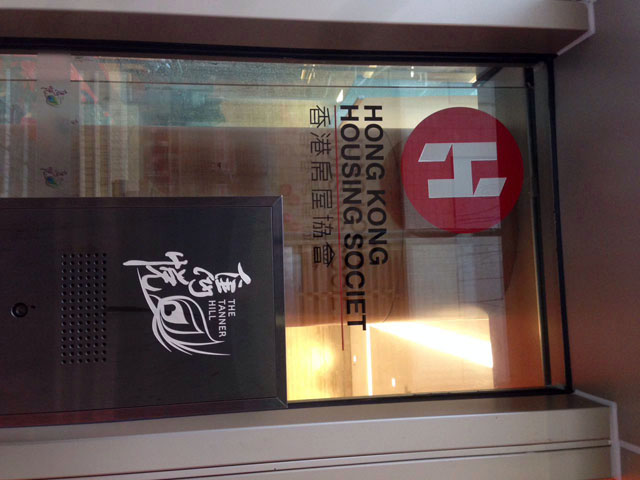 HONG KONG
HOUSING SOCIET
香港房屋協會
THE
TANNER
HILL